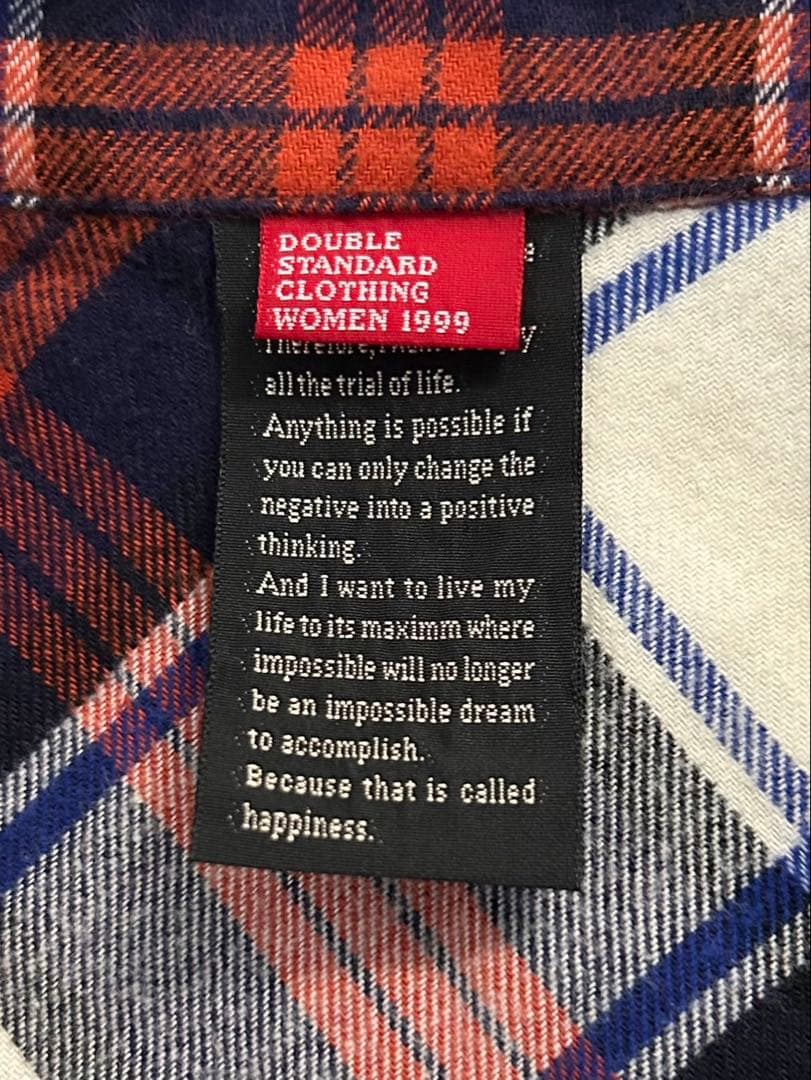 DOUBLE
STANDARD
CLOTHING
WOMEN 1999
all the trial of life.
Anything is possible if
you can only change the
negative into a positive
thinking.
And I want to live my
life to its maximm where
impossible will no longer
be an impossible dream
to accomplish.
Because that is called
happiness.